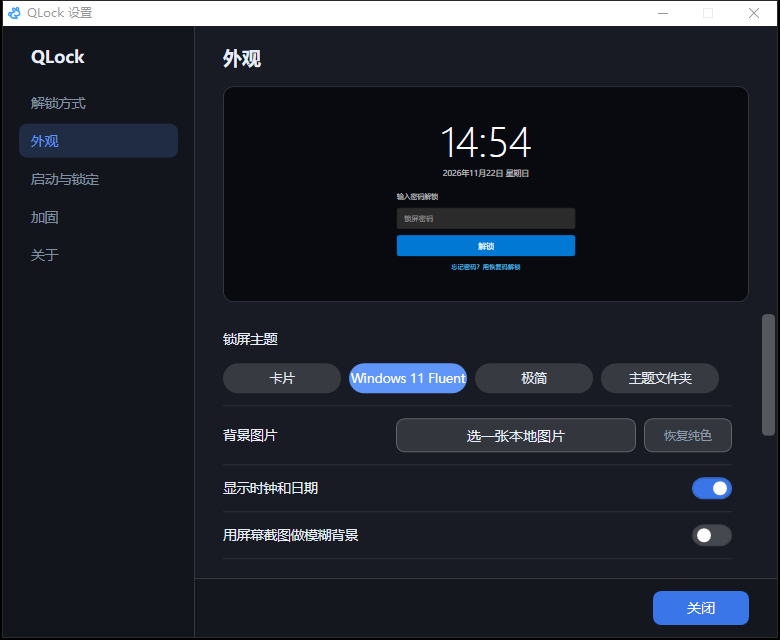 QLock 设置
QLock
解锁方式
外观
启动与锁定
加固
关于
外观
14:54
2026年11月22日 星期日
输入密码解锁
锁屏密码
解锁
忘记密码？用恢复码解锁
锁屏主题
卡片
Windows 11 Fluent
极简
主题文件夹
背景图片
选一张本地图片
恢复纯色
显示时钟和日期
用屏幕截图做模糊背景
关闭